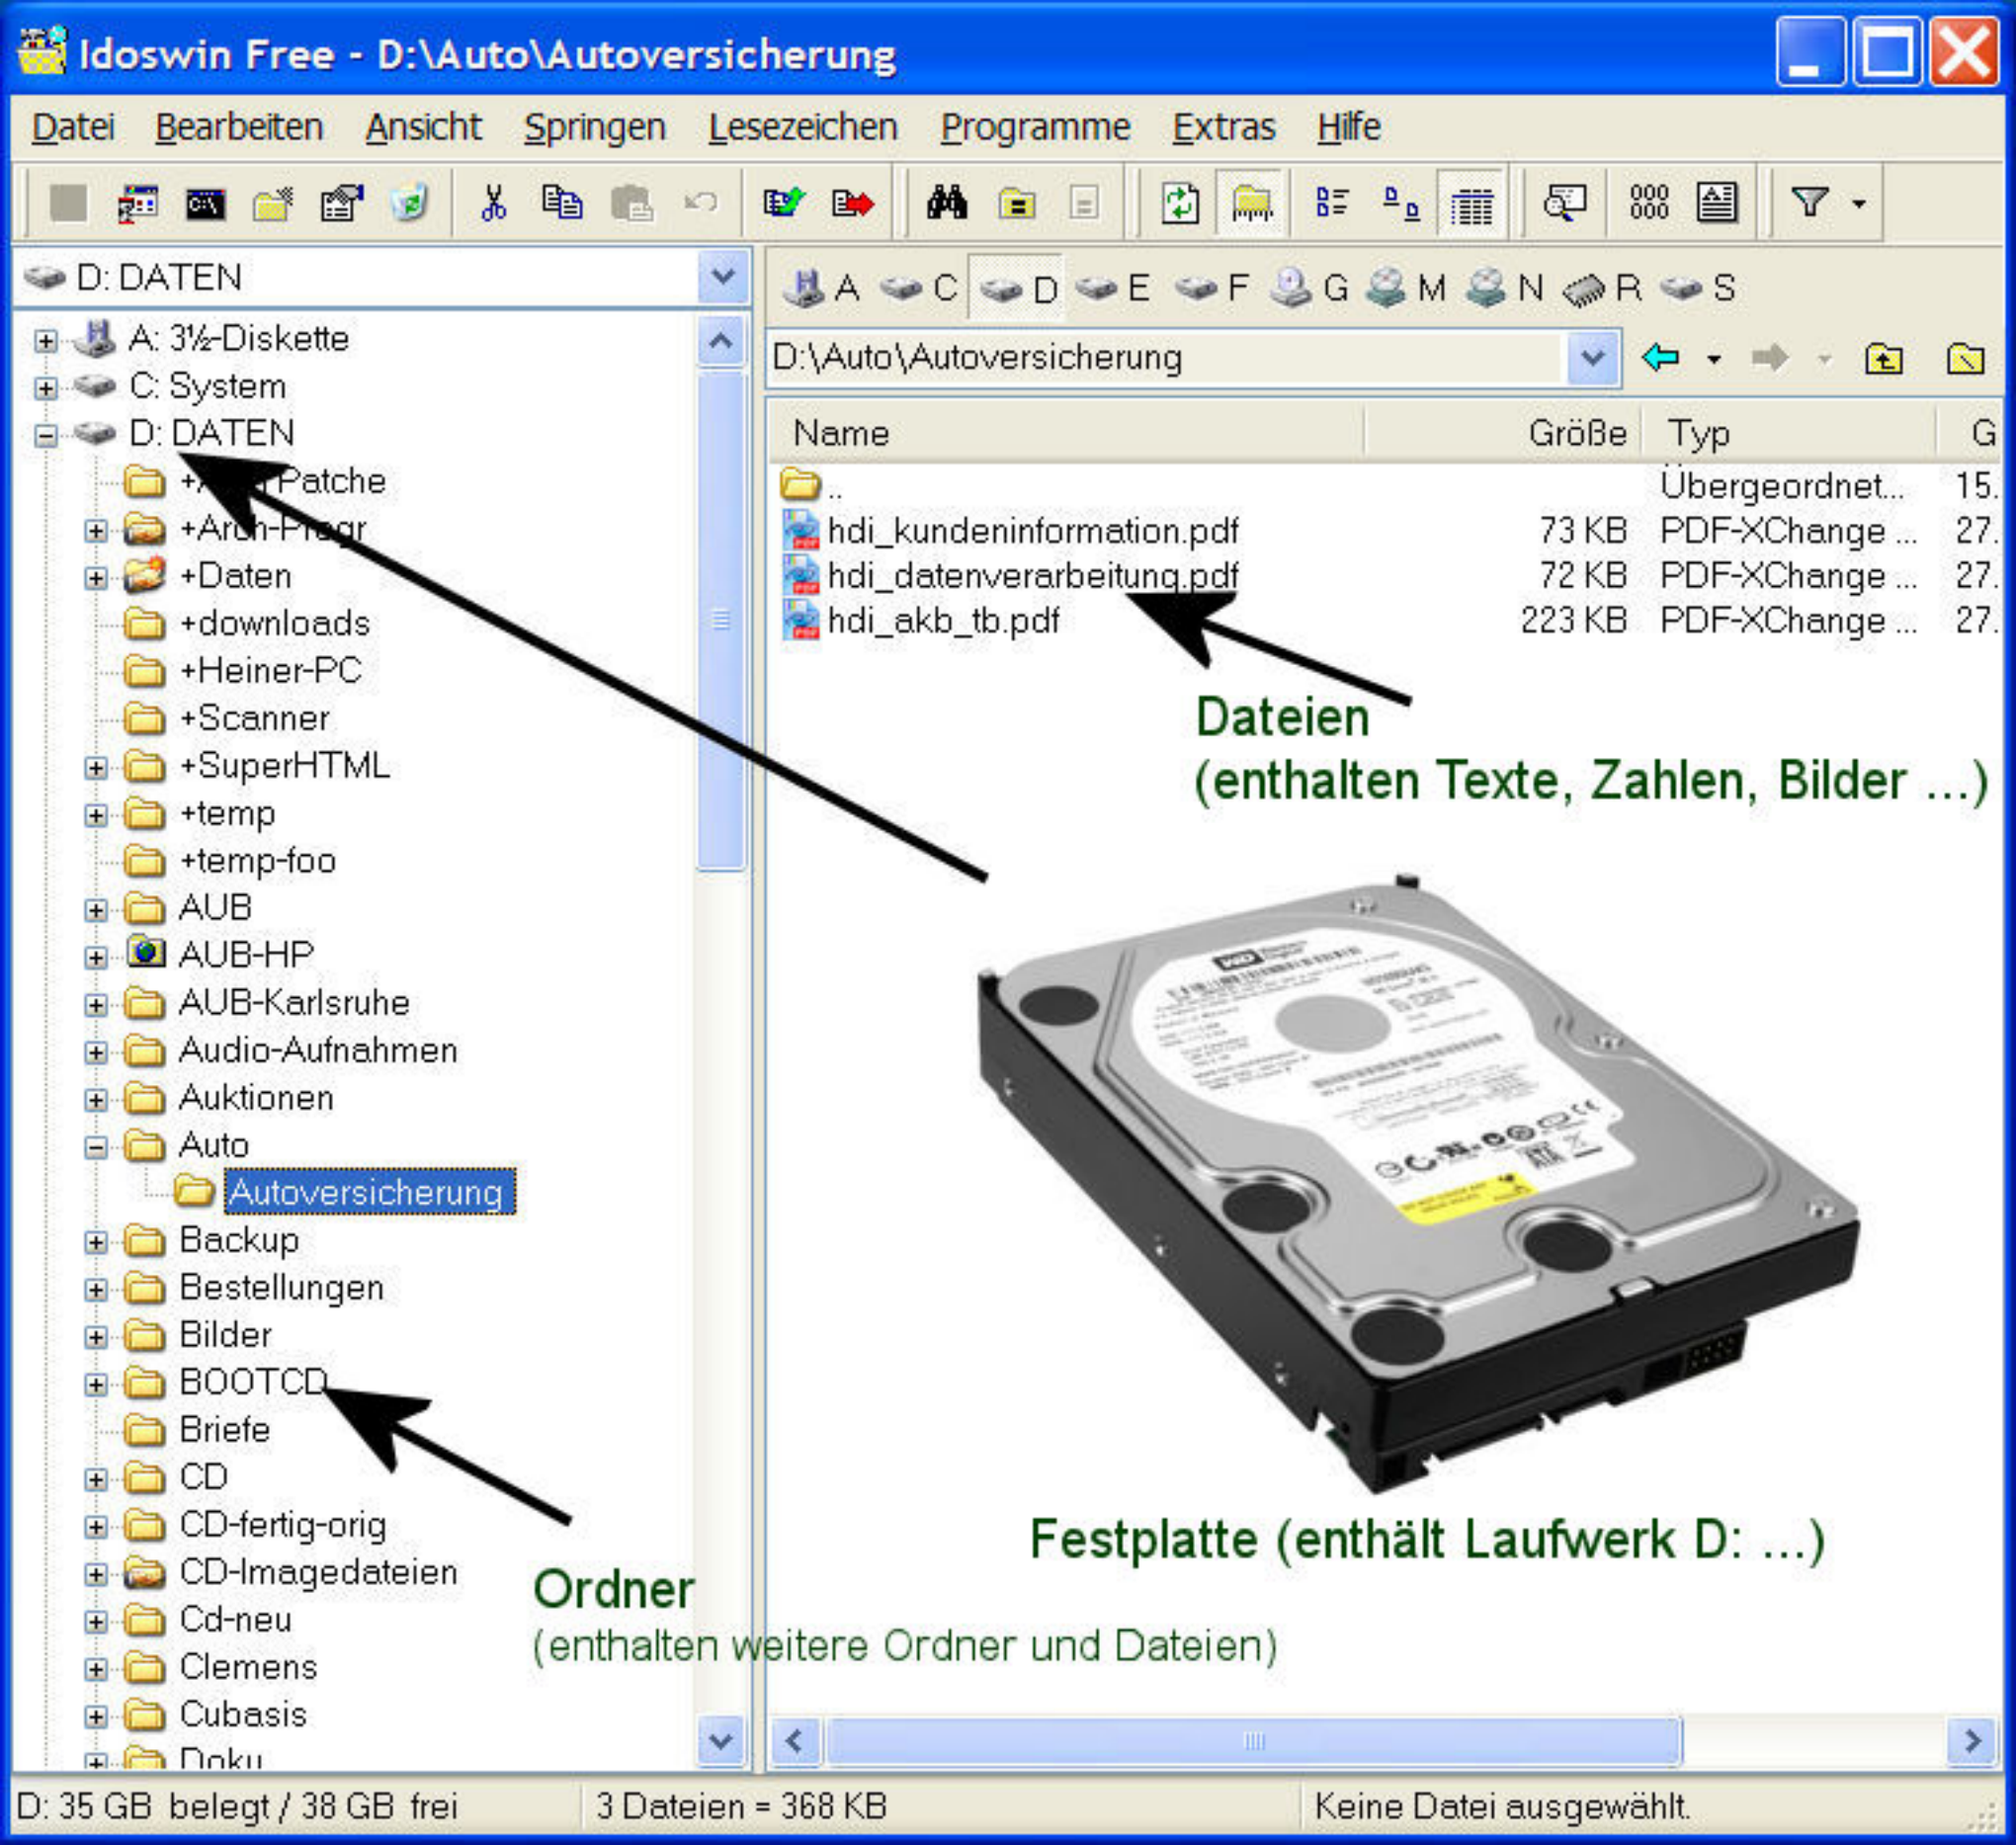 Idoswin Free - D:\Auto\Autoversicherung
Datei Bearbeiten Ansicht Springen Lesezeichen Programme Extras Hilfe
D: DATEN
A: 3½-Diskette
C: System
D: DATEN
Patche
+Arch-Progr
+Daten
+downloads
+Heiner-PC
+Scanner
+SuperHTML
+temp
+temp-foo
AUB
AUB-HP
AUB-Karlsruhe
Audio-Aufnahmen
Auktionen
Auto
Autoversicherung
Backup
Bestellungen
Bilder
BOOTCD
Briefe
CD
CD-fertig-orig
CD-Imagedateien
Cd-neu
Clemens
Cubasis
Doku
A C D E F G M N R S
D:\Auto\Autoversicherung
Name Größe Typ G
.. Übergeordnet... 15.
hdi_kundeninformation.pdf 73 KB PDF-XChange ... 27.
hdi_datenverarbeitung.pdf 72 KB PDF-XChange ... 27.
hdi_akb_tb.pdf 223 KB PDF-XChange ... 27.
Dateien
(enthalten Texte, Zahlen, Bilder ...)
WD
Festplatte (enthält Laufwerk D: ...)
Ordner
(enthalten weitere Ordner und Dateien)
D: 35 GB belegt / 38 GB frei 3 Dateien = 368 KB Keine Datei ausgewählt.